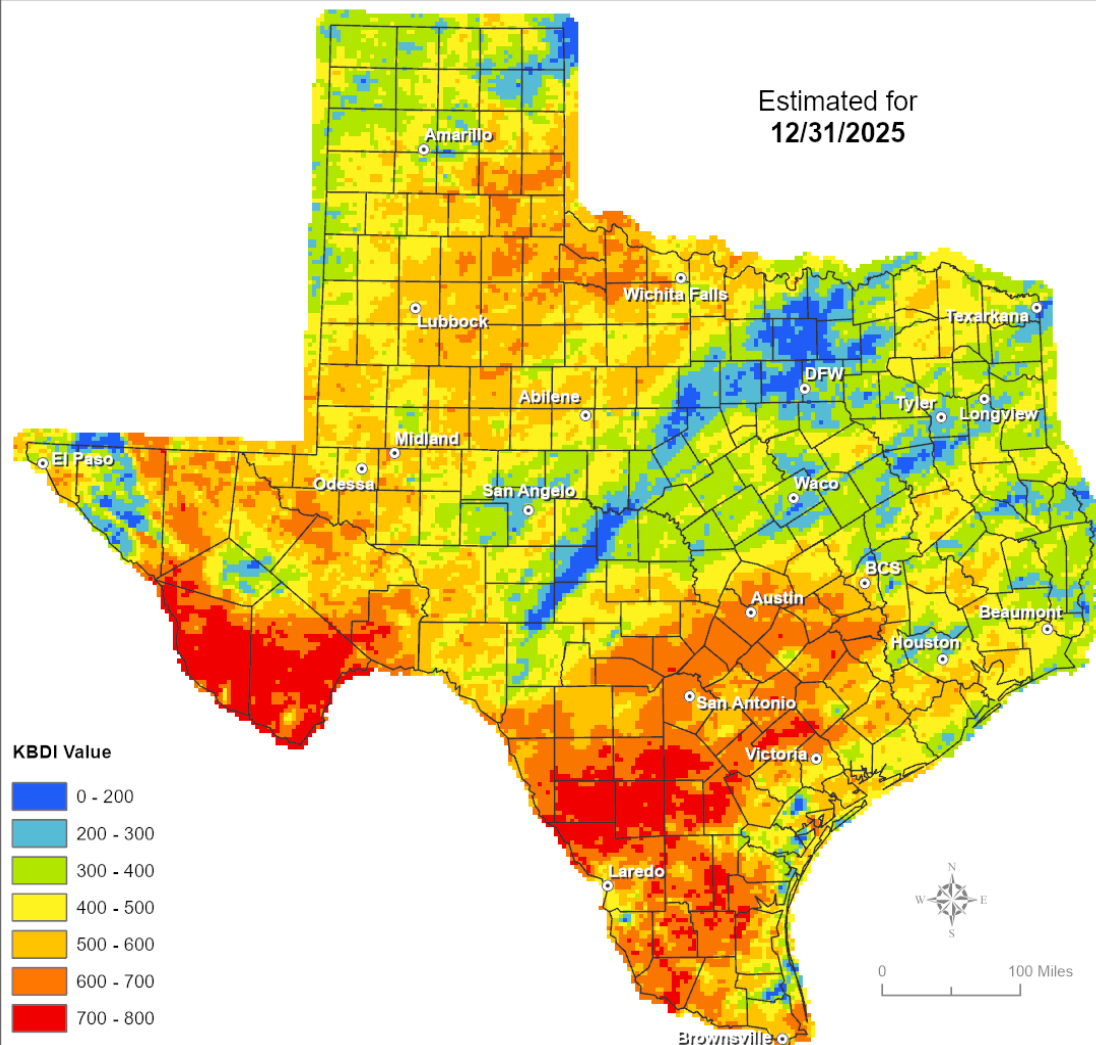 Estimated for
12/31/2025
Amarillo
Wichita Falls
Lubbock
Texarkana
DFW
Abilene
Tyler
Longview
Midland
El Paso
Odessa
San Angelo
Waco
BCS
Austin
Beaumont
Houston
San Antonio
Victoria
KBDI Value
0 - 200
200 - 300
300 - 400
400 - 500
500 - 600
600 - 700
700 - 800
Laredo
N
W E
S
0 100 Miles
Brownsville